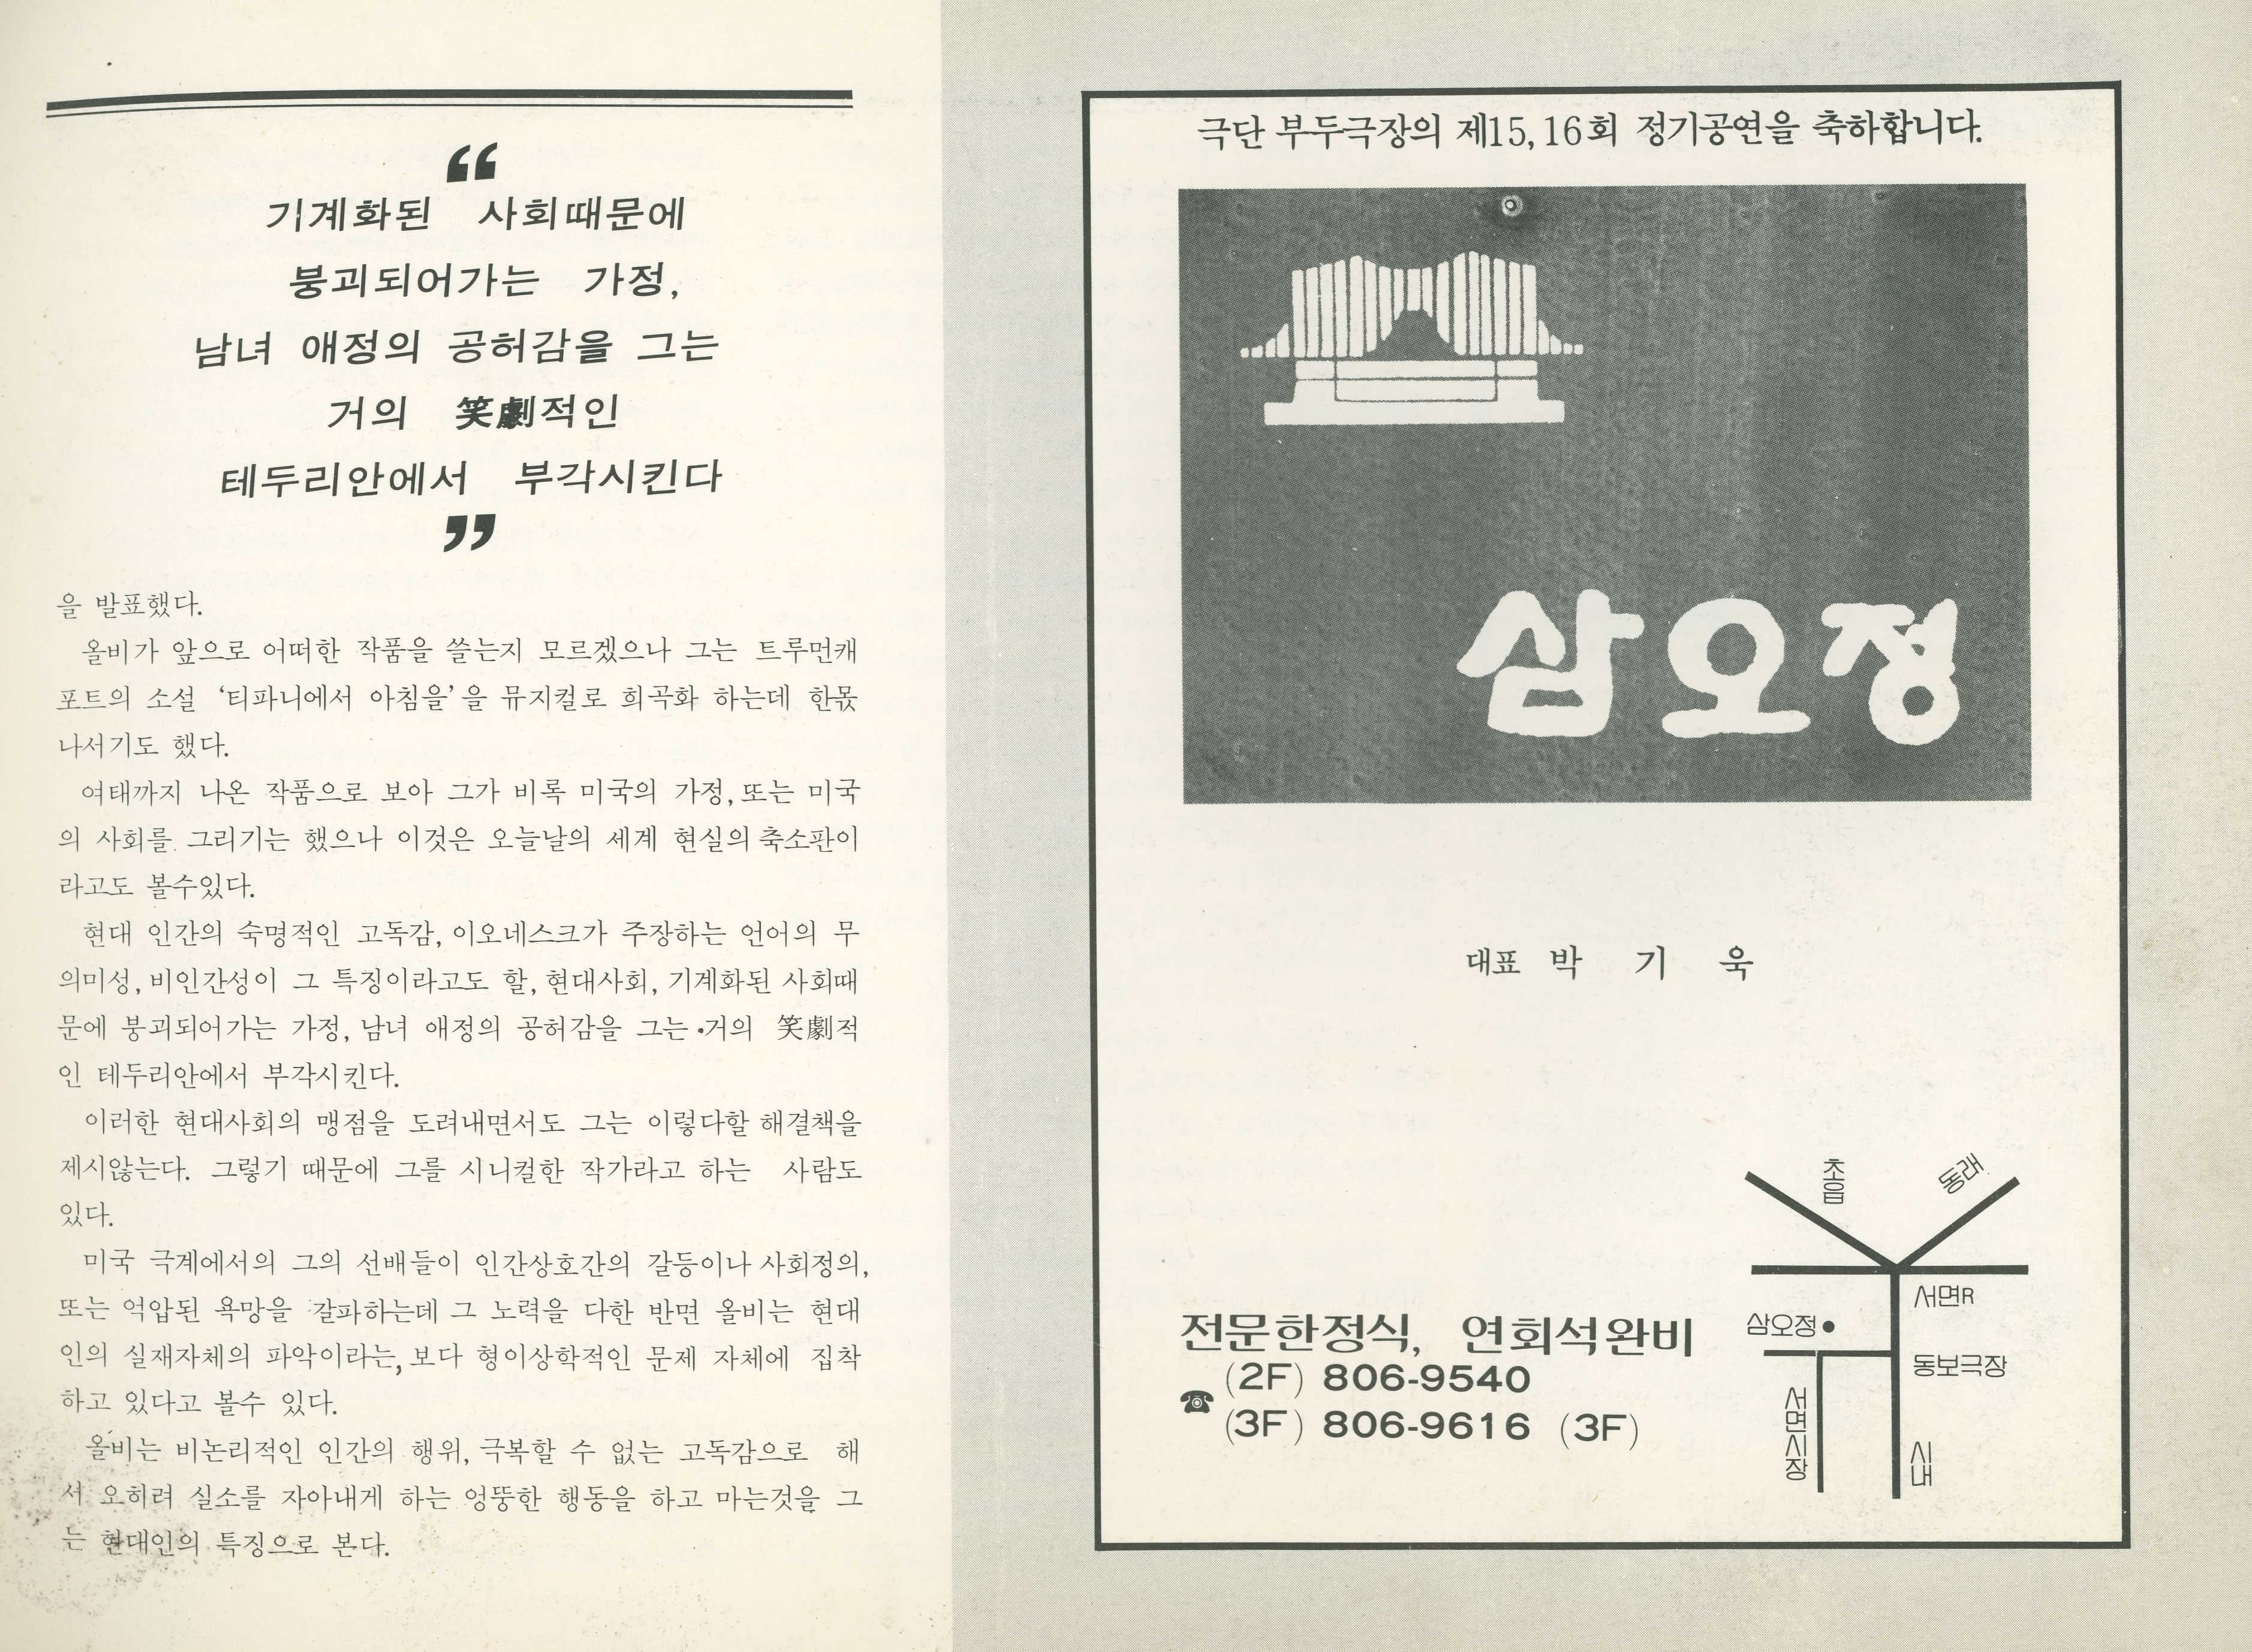 “
기계화된 사회때문에
붕괴되어가는 가정,
남녀 애정의 공허감을 그는
거의 笑劇적인
테두리안에서 부각시킨다
”
을 발표했다.
올비가 앞으로 어떠한 작품을 쓸는지 모르겠으나 그는 트루먼캐
포트의 소설 ‘티파니에서 아침을’을 뮤지컬로 희곡화 하는데 한몫
나서기도 했다.
여태까지 나온 작품으로 보아 그가 비록 미국의 가정, 또는 미국
의 사회를 그리기는 했으나 이것은 오늘날의 세계 현실의 축소판이
라고도 볼수있다.
현대 인간의 숙명적인 고독감, 이오네스크가 주장하는 언어의 무
의미성, 비인간성이 그 특징이라고도 할, 현대사회, 기계화된 사회때
문에 붕괴되어가는 가정, 남녀 애정의 공허감을 그는 거의 笑劇적
인 테두리안에서 부각시킨다.
이러한 현대사회의 맹점을 도려내면서도 그는 이렇다할 해결책을
제시않는다. 그렇기 때문에 그를 시니컬한 작가라고 하는 사람도
있다.
미국 극계에서의 그의 선배들이 인간상호간의 갈등이나 사회정의,
또는 억압된 욕망을 갈파하는데 그 노력을 다한 반면 올비는 현대
인의 실재자체의 파악이라는, 보다 형이상학적인 문제 자체에 집착
하고 있다고 볼수 있다.
올비는 비논리적인 인간의 행위, 극복할 수 없는 고독감으로 해
서 오히려 실소를 자아내게 하는 엉뚱한 행동을 하고 마는것을 그
는 현대인의 특징으로 본다.
극단 부두극장의 제15, 16회 정기공연을 축하합니다.
삼오정
대표 박 기 욱
전문한정식, 연회석완비
☎ (2F) 806-9540
(3F) 806-9616 (3F)
초읍
동래
서면R
삼오정
동보극장
서면시장
시내